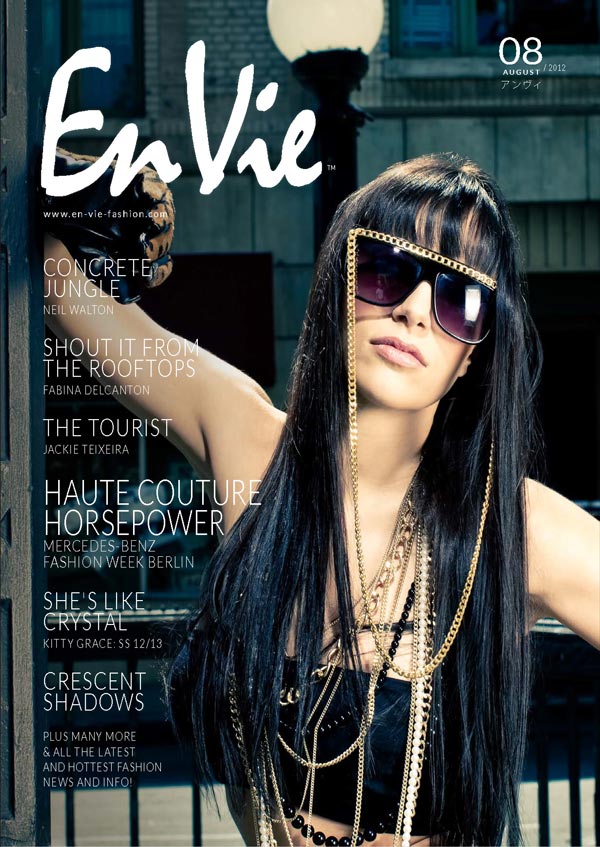 En Vie™
www.en-vie-fashion.com
08
AUGUST / 2012
アンヴィ
CONCRETE
JUNGLE
NEIL WALTON
SHOUT IT FROM
THE ROOFTOPS
FABINA DELCANTON
THE TOURIST
JACKIE TEIXEIRA
HAUTE COUTURE
HORSEPOWER
MERCEDES-BENZ
FASHION WEEK BERLIN
SHE'S LIKE
CRYSTAL
KITTY GRACE: SS 12/13
CRESCENT
SHADOWS
PLUS MANY MORE
& ALL THE LATEST
AND HOTTEST FASHION
NEWS AND INFO!